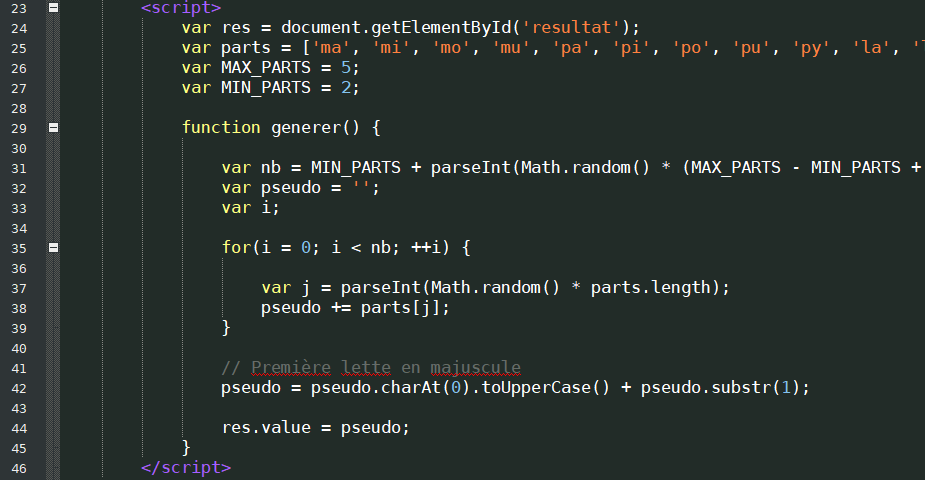 23 <script>
24 var res = document.getElementById('resultat');
25 var parts = ['ma', 'mi', 'mo', 'mu', 'pa', 'pi', 'po', 'pu', 'py', 'la',
26 var MAX_PARTS = 5;
27 var MIN_PARTS = 2;
28
29 function generer() {
30
31 var nb = MIN_PARTS + parseInt(Math.random() * (MAX_PARTS - MIN_PARTS +
32 var pseudo = '';
33 var i;
34
35 for(i = 0; i < nb; ++i) {
36
37 var j = parseInt(Math.random() * parts.length);
38 pseudo += parts[j];
39 }
40
41 // Première lette en majuscule
42 pseudo = pseudo.charAt(0).toUpperCase() + pseudo.substr(1);
43
44 res.value = pseudo;
45 }
46 </script>